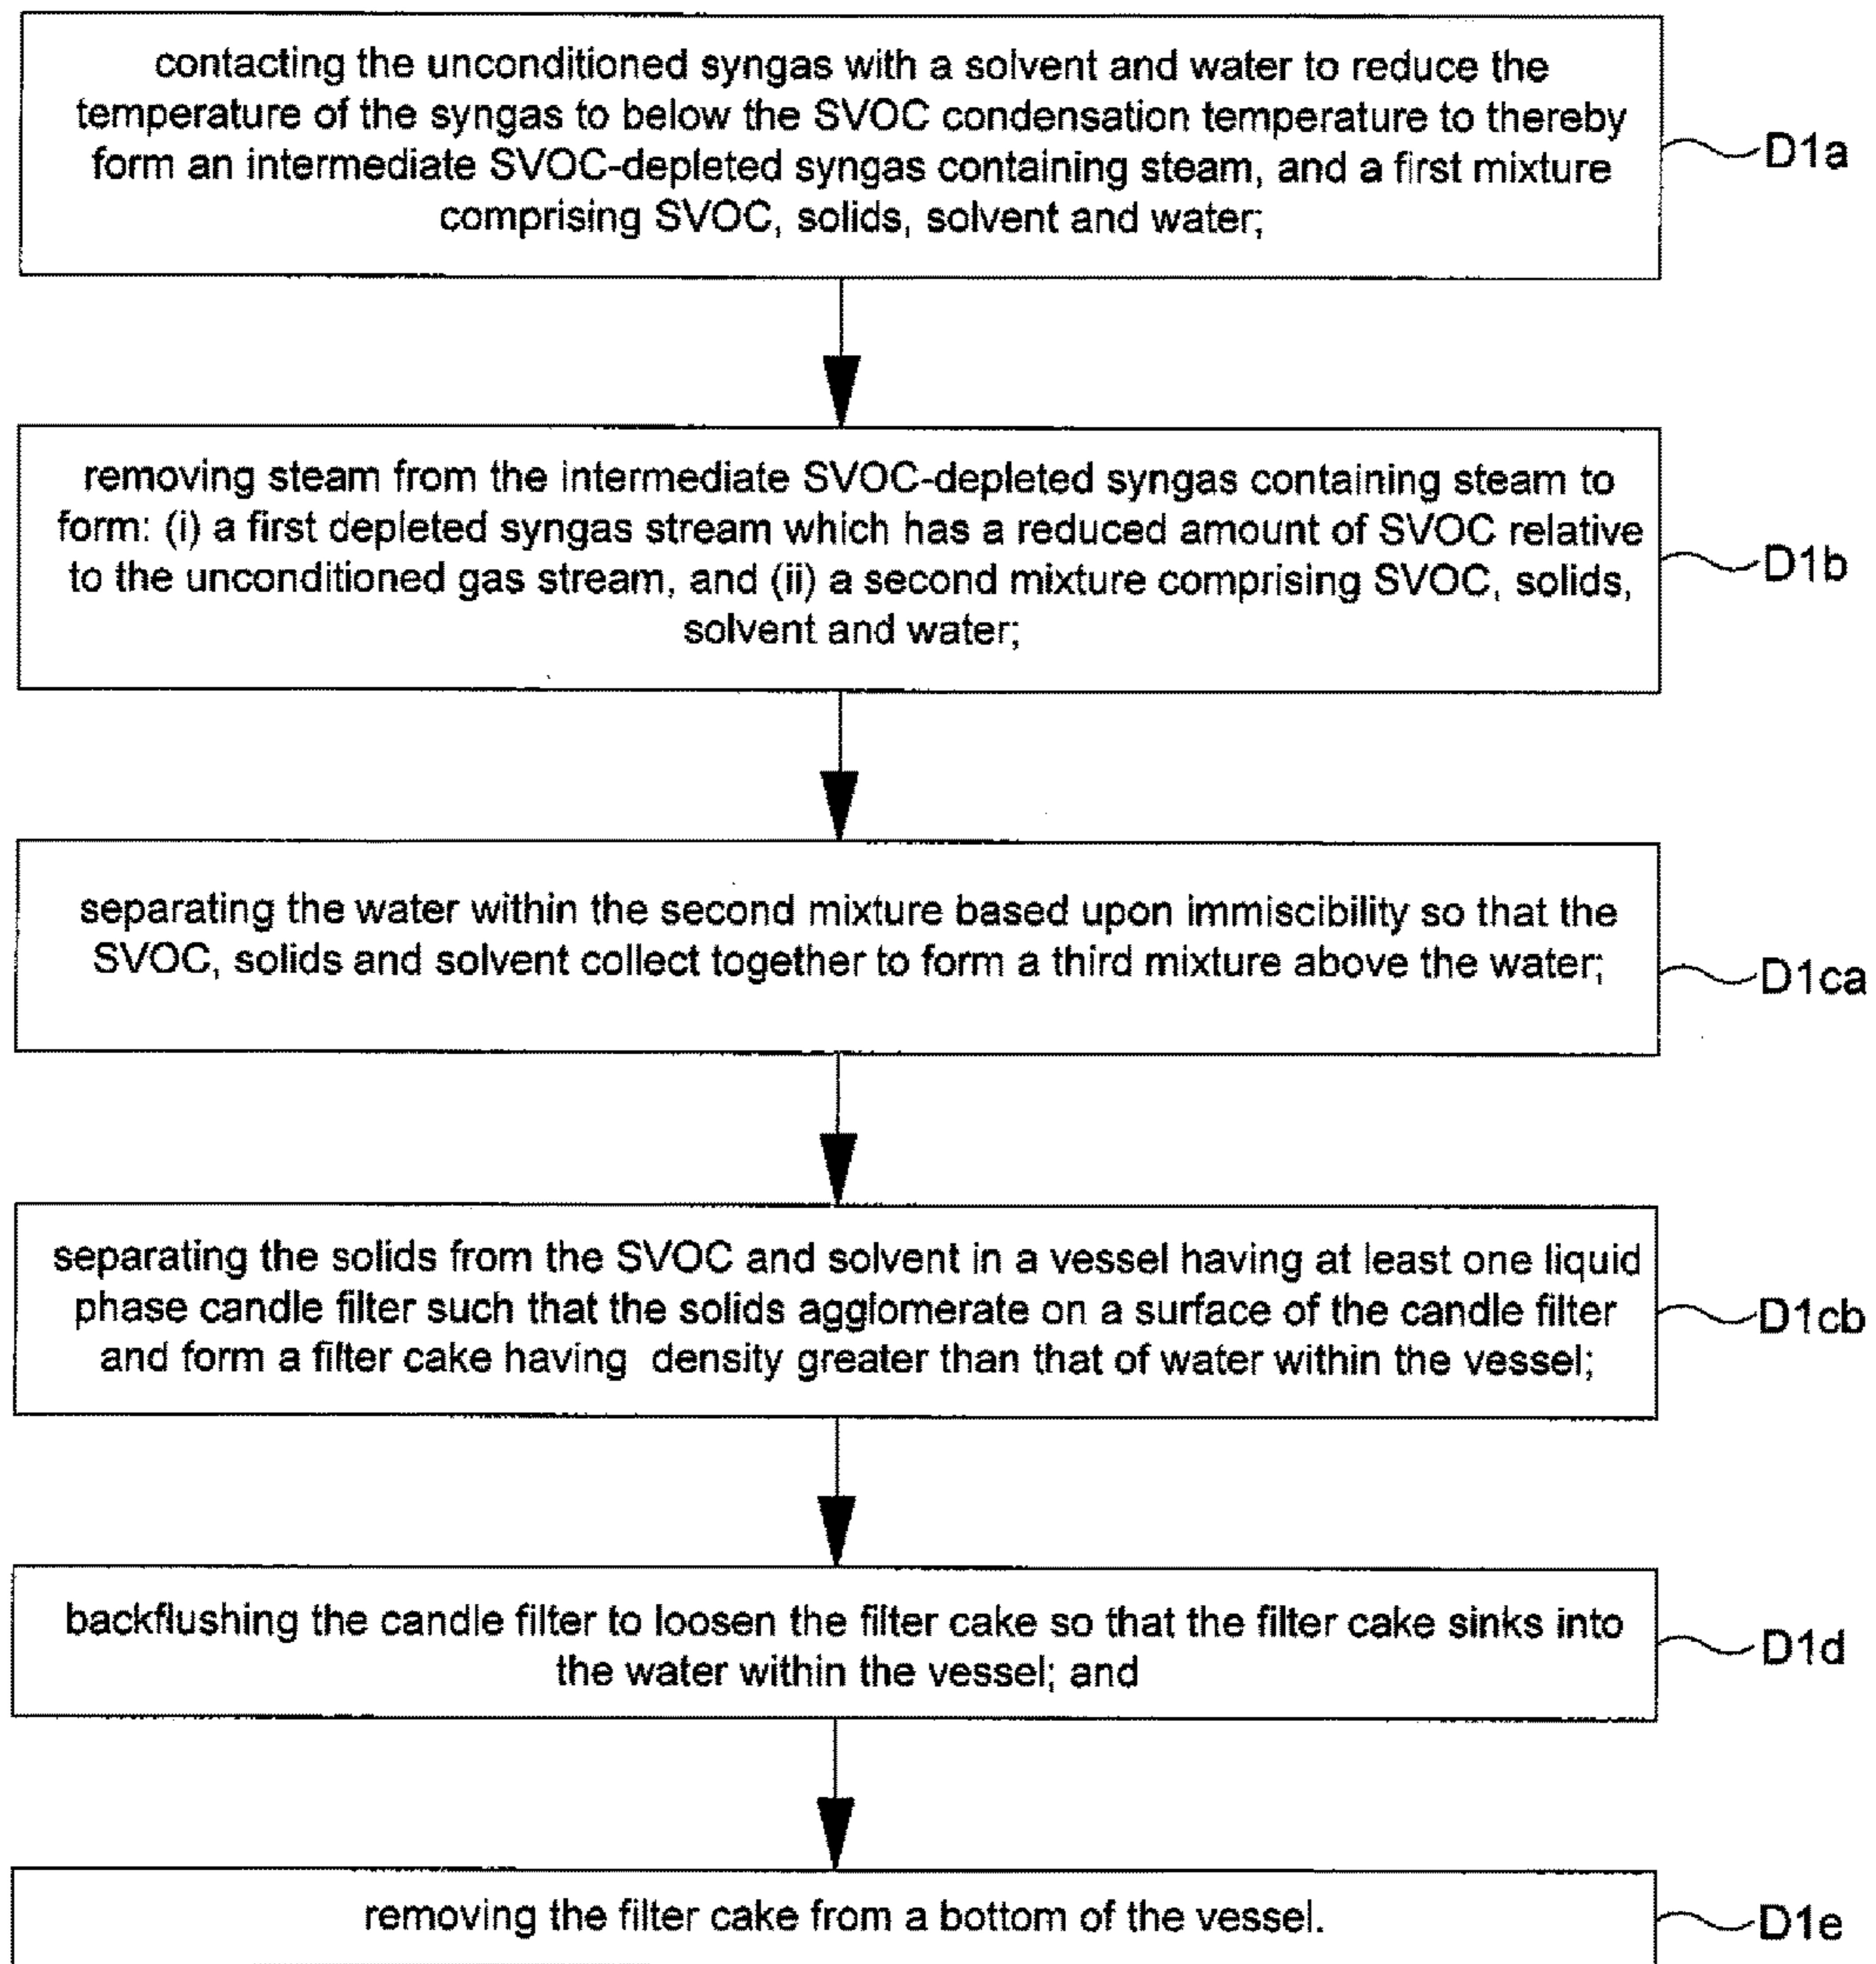 contacting the unconditioned syngas with a solvent and water to reduce the
temperature of the syngas to below the SVOC condensation temperature to thereby
form an intermediate SVOC-depleted syngas containing steam, and a first mixture
comprising SVOC, solids, solvent and water;
D1a
removing steam from the intermediate SVOC-depleted syngas containing steam to
form: (i) a first depleted syngas stream which has a reduced amount of SVOC relative
to the unconditioned gas stream, and (ii) a second mixture comprising SVOC, solids,
solvent and water;
D1b
separating the water within the second mixture based upon immiscibility so that the
SVOC, solids and solvent collect together to form a third mixture above the water;
D1ca
separating the solids from the SVOC and solvent in a vessel having at least one liquid
phase candle filter such that the solids agglomerate on a surface of the candle filter
and form a filter cake having density greater than that of water within the vessel;
D1cb
backflushing the candle filter to loosen the filter cake so that the filter cake sinks into
the water within the vessel; and
D1d
removing the filter cake from a bottom of the vessel.
D1e